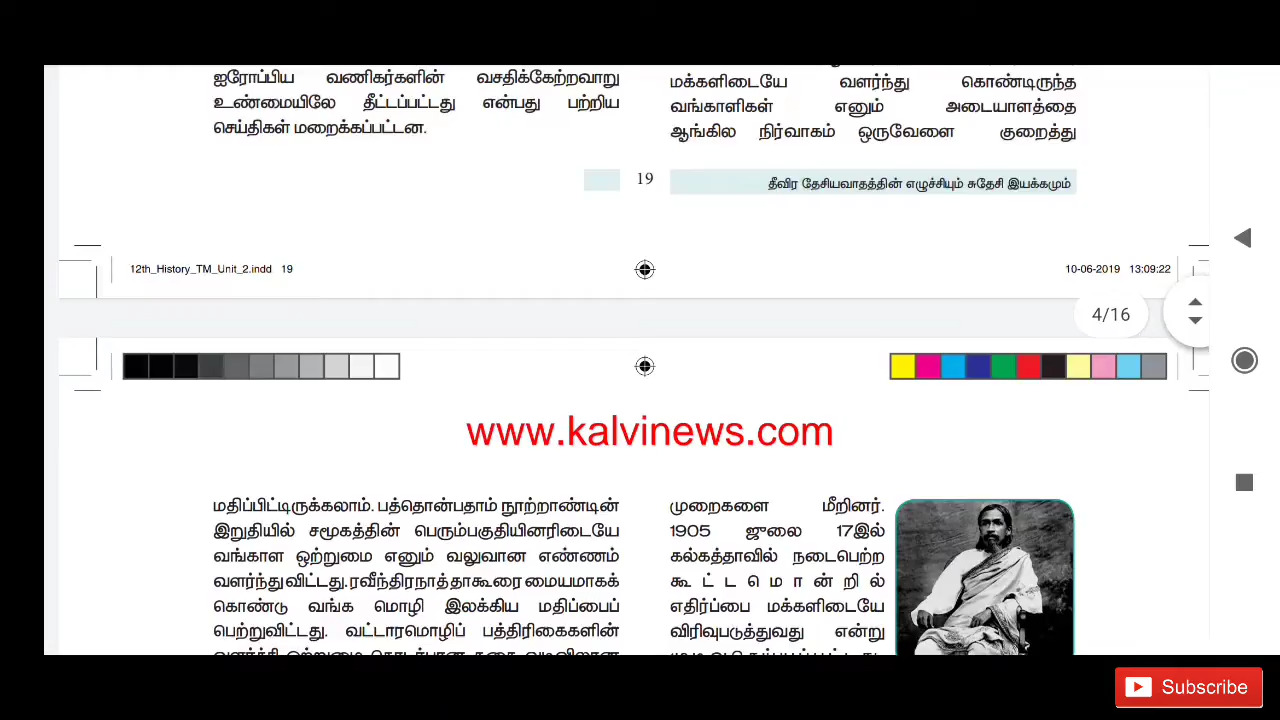 ஐரோப்பிய வணிகர்களின் வசதிக்கேற்றவாறு
உண்மையிலே தீட்டப்பட்டது என்பது பற்றிய
செய்திகள் மறைக்கப்பட்டன.
மக்களிடையே வளர்ந்து கொண்டிருந்த
வங்காளிகள் எனும் அடையாளத்தை
ஆங்கில நிர்வாகம் ஒருவேளை குறைத்து
19
தீவிர தேசியவாதத்தின் எழுச்சியும் சுதேசி இயக்கமும்
12th_History_TM_Unit_2.indd 19
10-06-2019 13:09:22
4/16
www.kalvinews.com
மதிப்பிட்டிருக்கலாம். பத்தொன்பதாம் நூற்றாண்டின்
இறுதியில் சமூகத்தின் பெரும்பகுதியினரிடையே
வங்காள ஒற்றுமை எனும் வலுவான எண்ணம்
வளர்ந்துவிட்டது. ரவீந்திரநாத்தாகூரை மையமாகக்
கொண்டு வங்க மொழி இலக்கிய மதிப்பைப்
பெற்றுவிட்டது. வட்டாரமொழிப் பத்திரிகைகளின்
முறைகளை மீறினர்.
1905 ஜுலை 17இல்
கல்கத்தாவில் நடைபெற்ற
கூட்டமொன்றில்
எதிர்ப்பை மக்களிடையே
விரிவுபடுத்துவது என்று
Subscribe